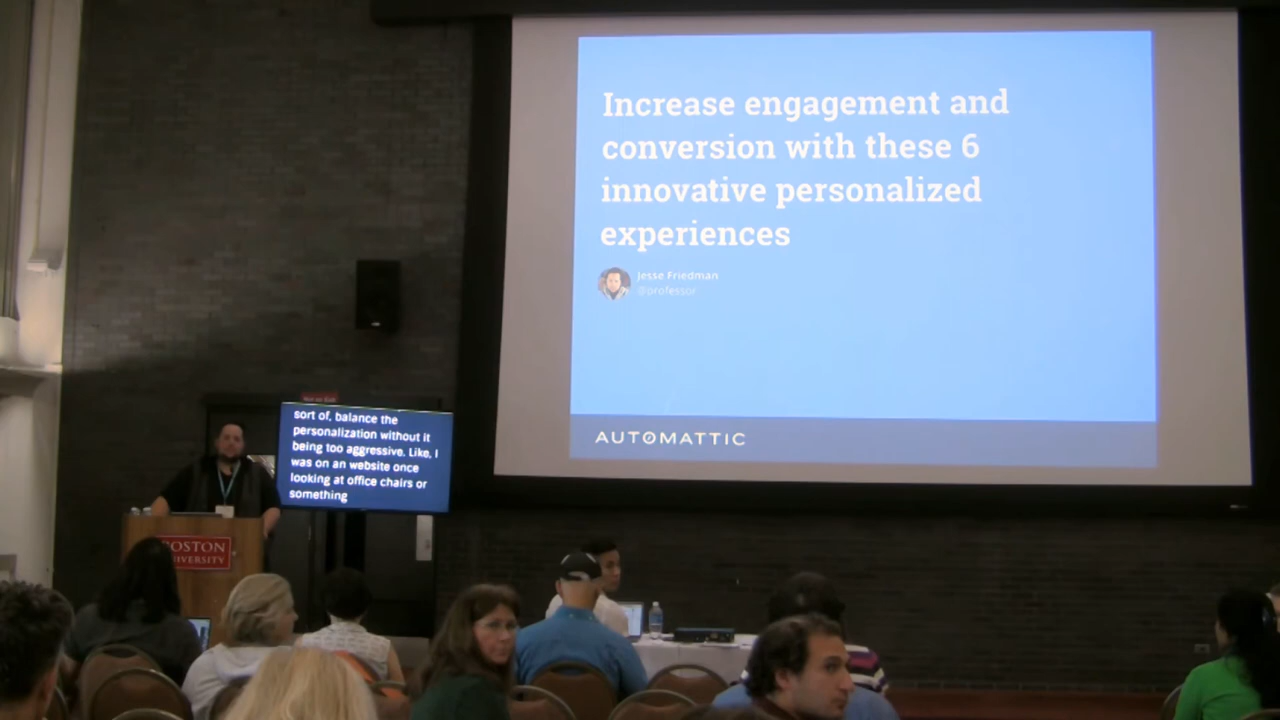 Increase engagement and
conversion with these 6
innovative personalized
experiences
Jesse Friedman
@professor
AUTOMATTIC
sort of, balance the
personalization without it
being too aggressive. Like, I
was on an website once
looking at office chairs or
something
BOSTON
UNIVERSITY